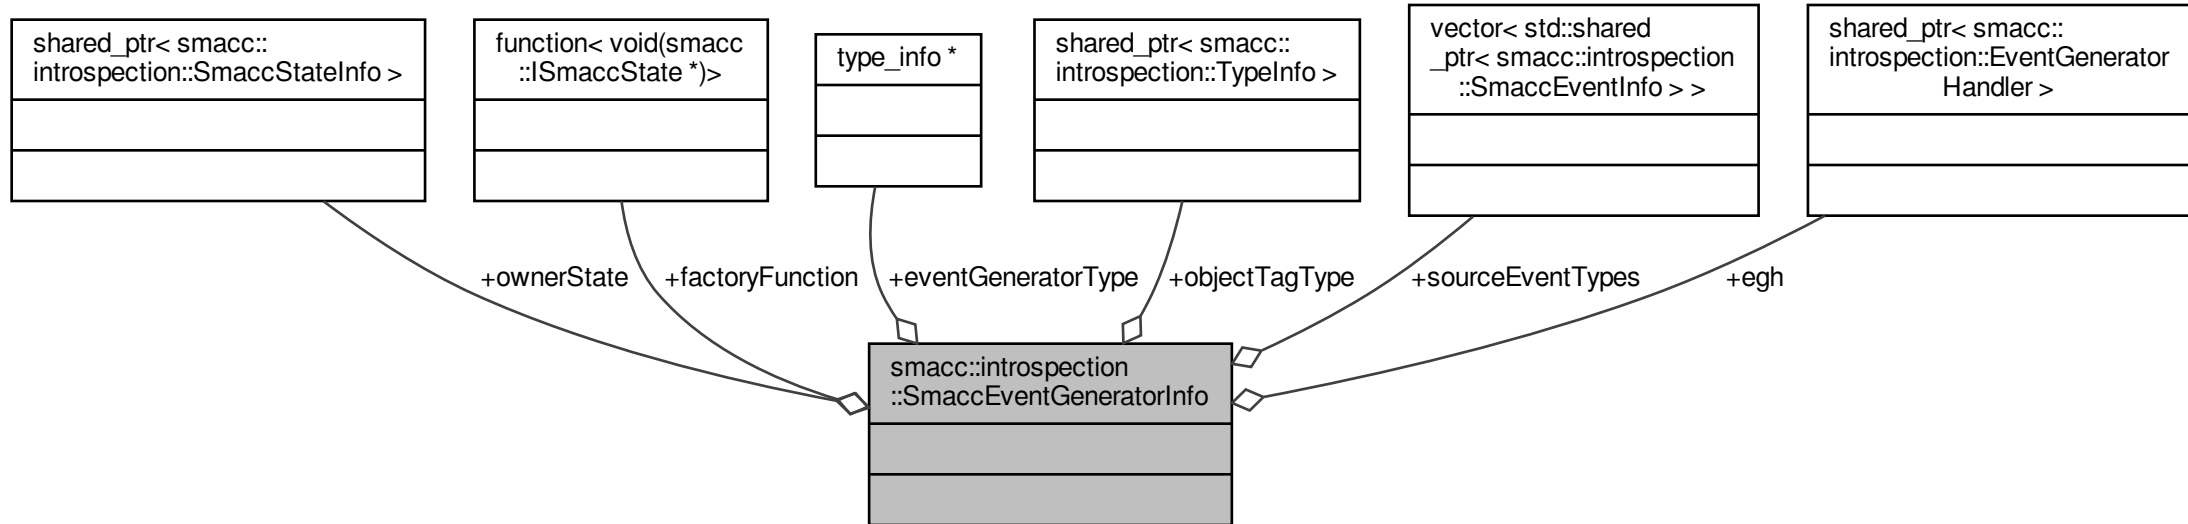 shared_ptr< smacc::
introspection::SmaccStateInfo >
function< void(smacc
::ISmaccState *)>
type_info *
shared_ptr< smacc::
introspection::TypeInfo >
vector< std::shared
_ptr< smacc::introspection
::SmaccEventInfo > >
shared_ptr< smacc::
introspection::EventGenerator
Handler >
+ownerState
+factoryFunction
+eventGeneratorType
+objectTagType
+sourceEventTypes
+egh
smacc::introspection
::SmaccEventGeneratorInfo